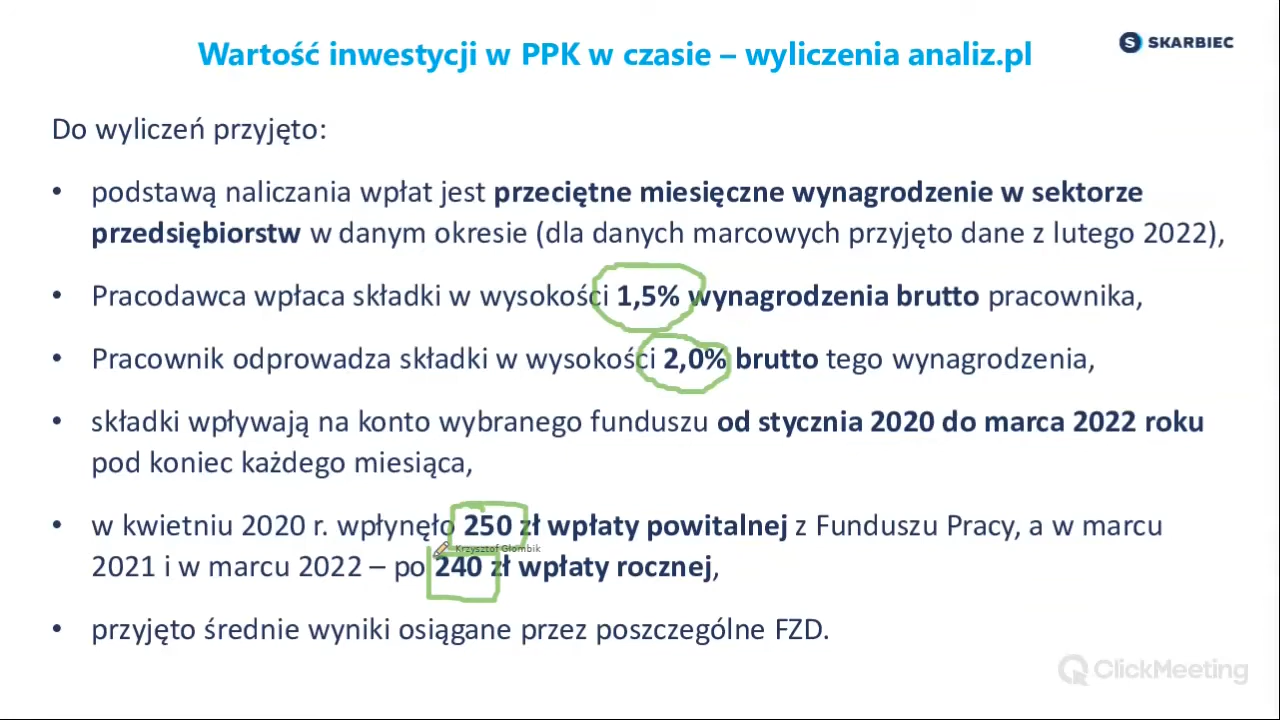 Wartość inwestycji w PPK w czasie – wyliczenia analiz.pl
S SKARBIEC
Do wyliczeń przyjęto:
• podstawą naliczania wpłat jest przeciętne miesięczne wynagrodzenie w sektorze
przedsiębiorstw w danym okresie (dla danych marcowych przyjęto dane z lutego 2022),
• Pracodawca wpłaca składki w wysokości 1,5% wynagrodzenia brutto pracownika,
• Pracownik odprowadza składki w wysokości 2,0% brutto tego wynagrodzenia,
• składki wpływają na konto wybranego funduszu od stycznia 2020 do marca 2022 roku
pod koniec każdego miesiąca,
• w kwietniu 2020 r. wpłynęło 250 zł wpłaty powitalnej z Funduszu Pracy, a w marcu
Krzysztof Głombik
2021 i w marcu 2022 – po 240 zł wpłaty rocznej,
• przyjęto średnie wyniki osiągane przez poszczególne FZD.
ClickMeeting